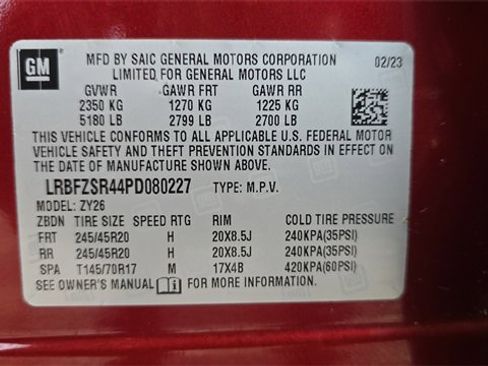 GM
MFD BY SAIC GENERAL MOTORS CORPORATION 02/23
LIMITED FOR GENERAL MOTORS LLC
GVWR GAWR FRT GAWR RR
2350 KG 1270 KG 1225 KG
5180 LB 2799 LB 2700 LB
THIS VEHICLE CONFORMS TO ALL APPLICABLE U.S. FEDERAL MOTOR
VEHICLE SAFETY AND THEFT PREVENTION STANDARDS IN EFFECT ON
THE DATE OF MANUFACTURE SHOWN ABOVE.
LRBFZSR44PD080227 TYPE: M.P.V.
MODEL: ZY26
ZBDN TIRE SIZE SPEED RTG RIM COLD TIRE PRESSURE
FRT 245/45R20 H 20X8.5J 240KPA(35PSI)
RR 245/45R20 H 20X8.5J 240KPA(35PSI)
SPA T145/70R17 M 17X4B 420KPA(60PSI)
SEE OWNER'S MANUAL i FOR MORE INFORMATION.